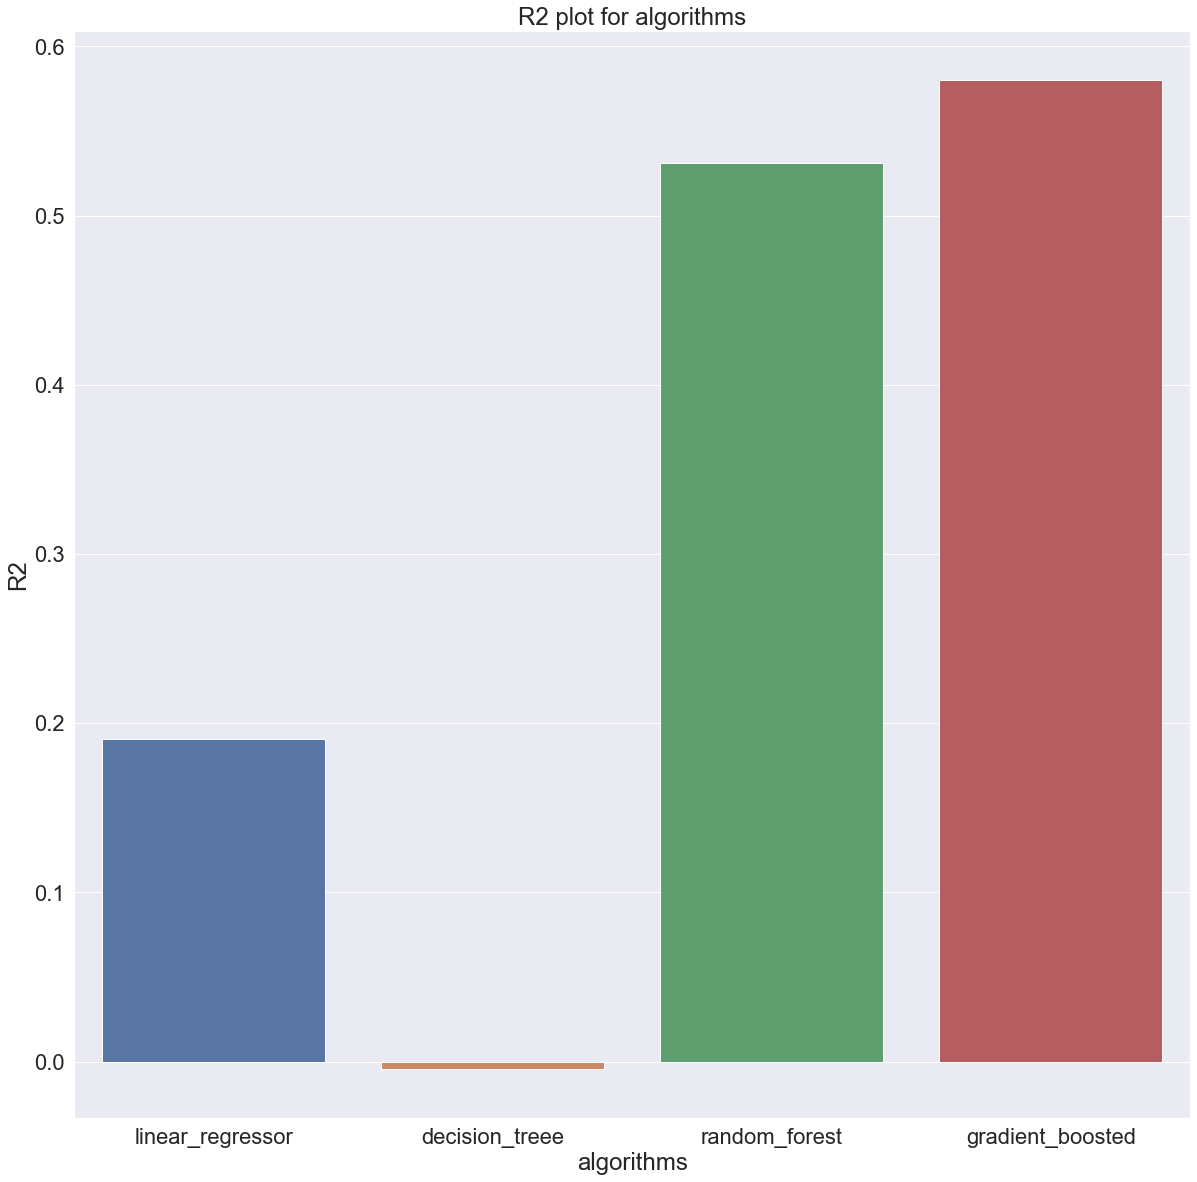 R2 plot for algorithms
0.6
0.5
0.4
0.3
0.2
0.1
0.0
R2
linear_regressor decision_treee random_forest gradient_boosted
algorithms